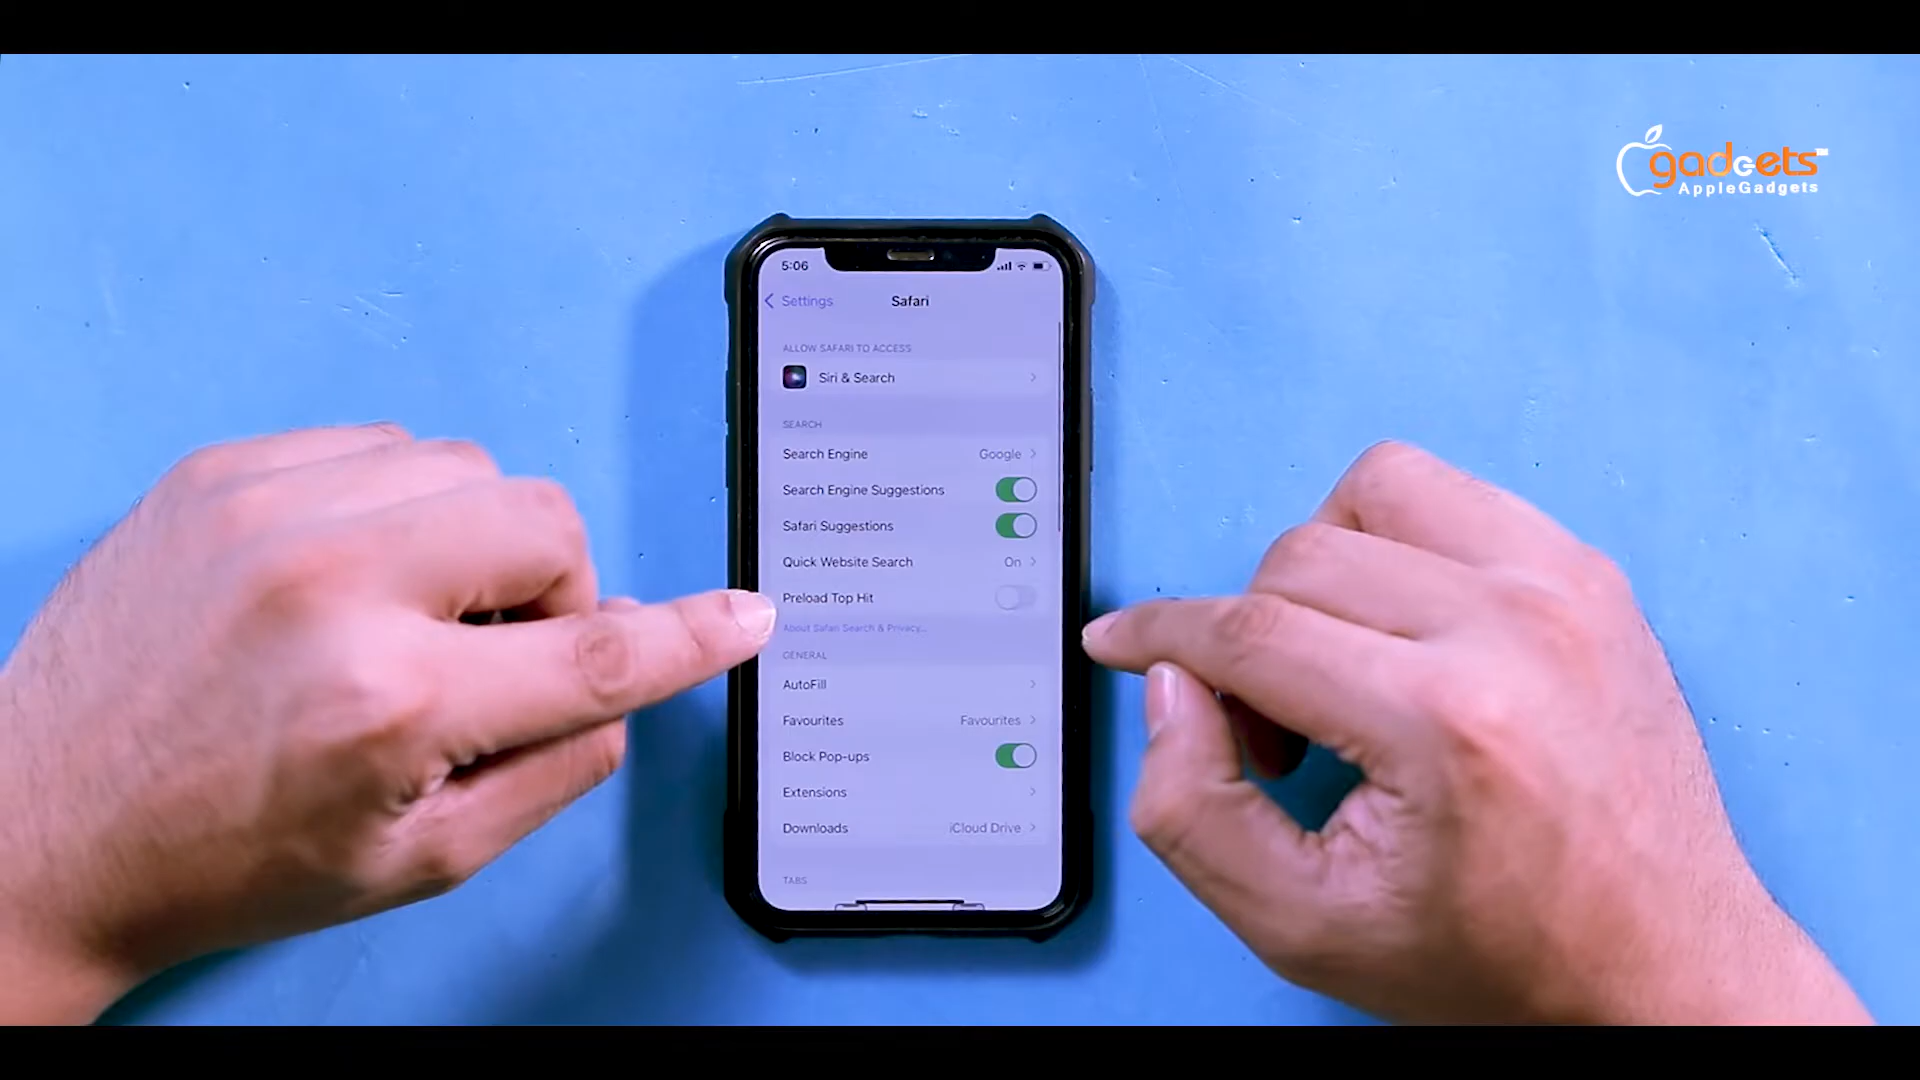 gadgets™
AppleGadgets
5:06
Settings
Safari
ALLOW SAFARI TO ACCESS
Siri & Search
SEARCH
Search Engine Google
Search Engine Suggestions
Safari Suggestions
Quick Website Search On
Preload Top Hit
About Safari Search & Privacy...
GENERAL
AutoFill
Favourites Favourites
Block Pop-ups
Extensions
Downloads iCloud Drive
TABS